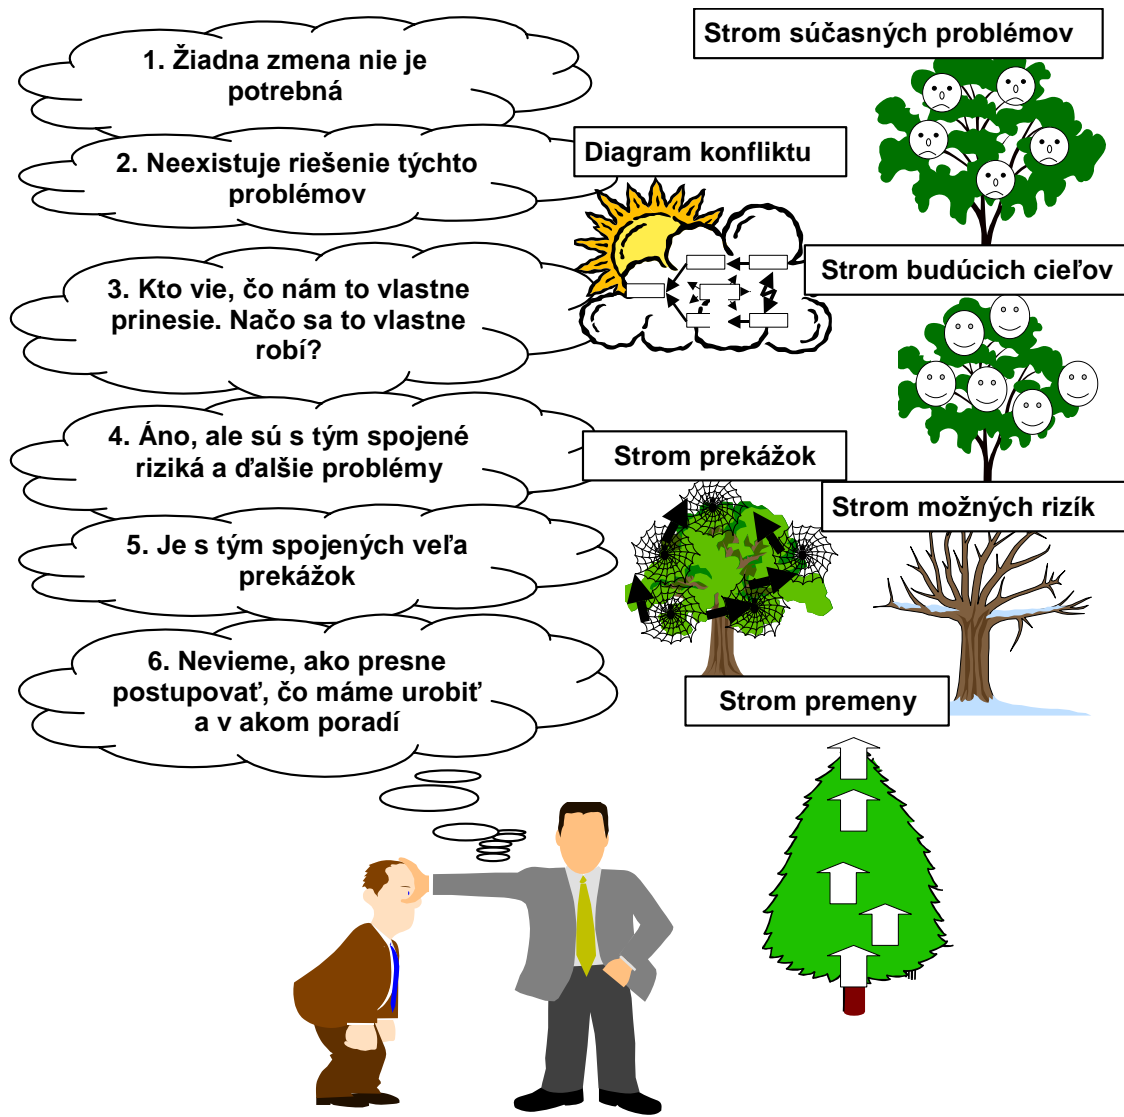 1. Žiadna zmena nie je
potrebná
2. Neexistuje riešenie týchto
problémov
3. Kto vie, čo nám to vlastne
prinesie. Načo sa to vlastne
robí?
4. Áno, ale sú s tým spojené
riziká a ďalšie problémy
5. Je s tým spojených veľa
prekážok
6. Nevieme, ako presne
postupovať, čo máme urobiť
a v akom poradí
Strom súčasných problémov
Diagram konfliktu
Strom budúcich cieľov
Strom prekážok
Strom možných rizík
Strom premeny